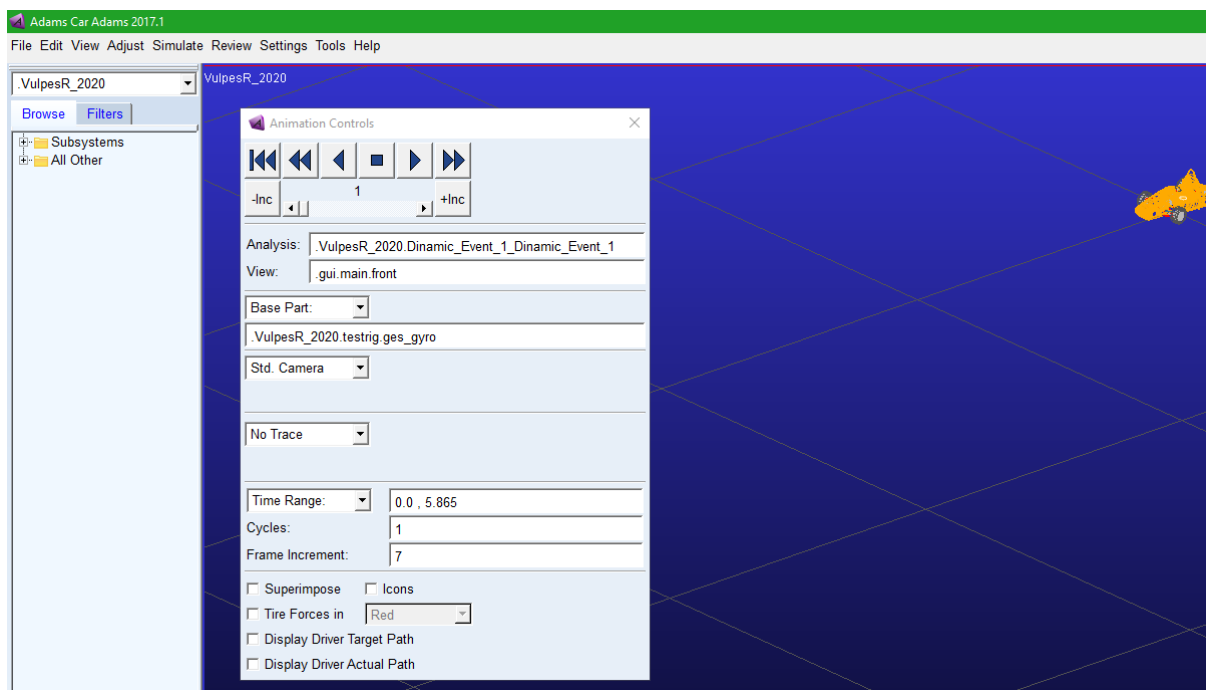 Adams Car Adams 2017.1
File Edit View Adjust Simulate Review Settings Tools Help
.VulpesR_2020
VulpesR_2020
Browse Filters
Subsystems
All Other
Animation Controls
-Inc 1 +Inc
Analysis: .VulpesR_2020.Dinamic_Event_1_Dinamic_Event_1
View: .gui.main.front
Base Part:
.VulpesR_2020.testrig.ges_gyro
Std. Camera
No Trace
Time Range: 0.0 , 5.865
Cycles: 1
Frame Increment: 7
Superimpose Icons
Tire Forces in Red
Display Driver Target Path
Display Driver Actual Path